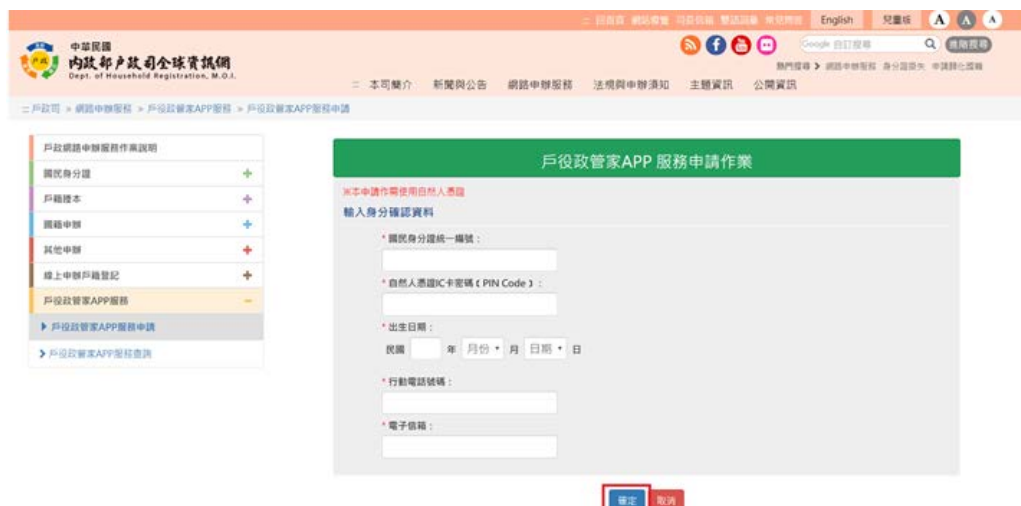 回首頁 網站導覽 司長信箱 雙語詞彙 常見問題 English 兒童版 A A A
中華民國
內政部戶政司全球資訊網
Dept. of Household Registration, M.O.I.
Google 自訂搜尋 進階搜尋
熱門搜尋 > 網路申辦服務 身分證掛失 申請歸化國籍
::: 本司簡介 新聞與公告 網路申辦服務 法規與申辦須知 主題資訊 公開資訊
::: 戶政司 » 網路申辦服務 » 戶役政管家APP服務 » 戶役政管家APP服務申請
戶政網路申辦服務作業說明
國民身分證 +
戶籍謄本 +
國籍申辦 +
其他申辦 +
線上申辦戶籍登記 +
戶役政管家APP服務 −
戶役政管家APP服務申請
戶役政管家APP服務查詢
戶役政管家APP 服務申請作業
※本申請作需使用自然人憑證
輸入身分確認資料
* 國民身分證統一編號：
* 自然人憑證IC卡密碼 ( PIN Code )：
* 出生日期：
民國 年 月份 月 日期 日
* 行動電話號碼：
* 電子信箱：
確定 取消